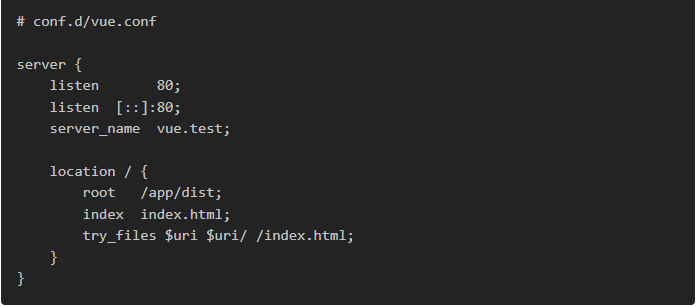 # conf.d/vue.conf
server {
    listen       80;
    listen  [::]:80;
    server_name  vue.test;
    location / {
        root   /app/dist;
        index  index.html;
        try_files $uri $uri/ /index.html;
    }
}